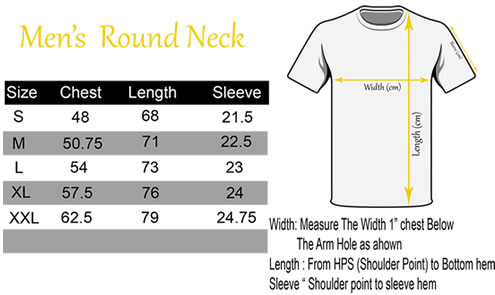 Men's Round Neck
Size Chest Length Sleeve
S 48 68 21.5
M 50.75 71 22.5
L 54 73 23
XL 57.5 76 24
XXL 62.5 79 24.75
Width (cm)
Length (cm)
Sleeve (cm)
Width: Measure The Width 1" chest Below
The Arm Hole as ahown
Length : From HPS (Shoulder Point) to Bottom hem
Sleeve " Shoulder point to sleeve hem